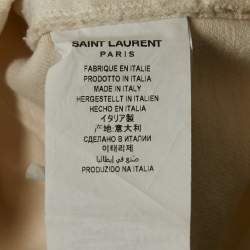 SAINT LAURENT
PARIS
FABRIQUE EN ITALIE
PRODOTTO IN ITALIA
MADE IN ITALY
HERGESTELLT IN ITALIEN
HECHO EN ITALIA
イタリア製
产地:意大利
СДЕЛАНО В ИТАЛИИ
이태리제
صنع في إيطاليا
PRODUZIDO NA ITALIA